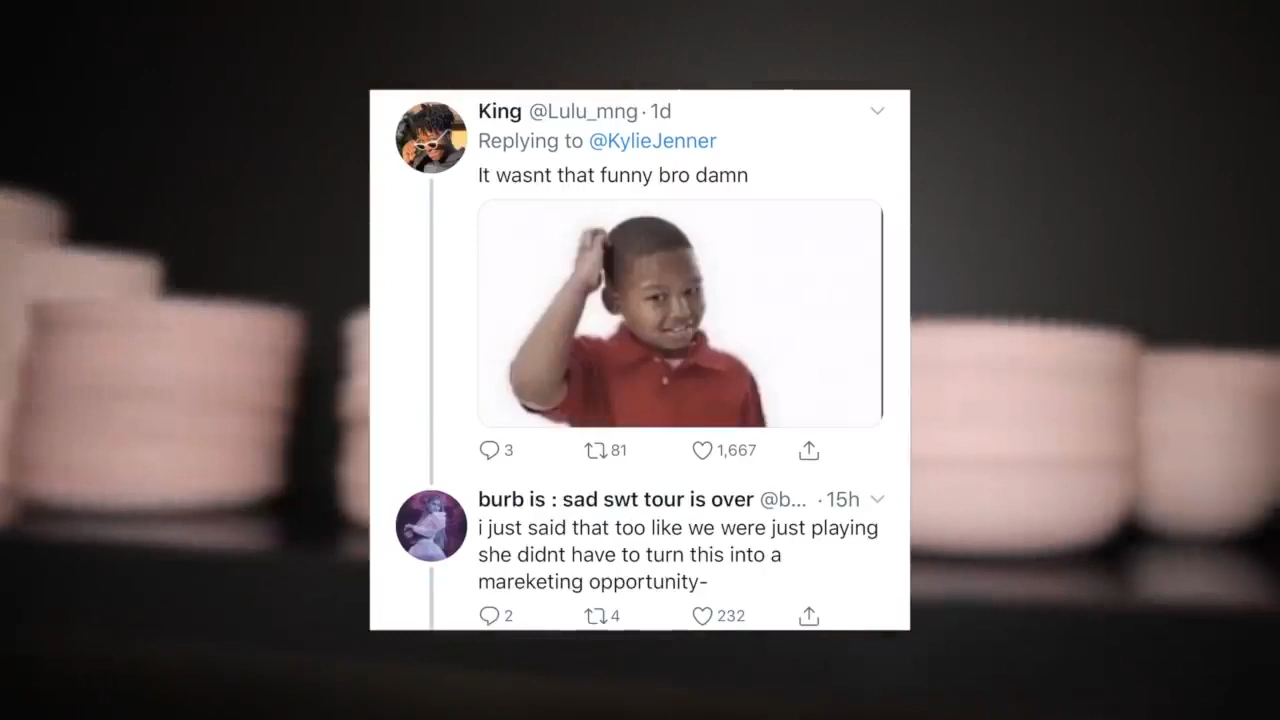 King @Lulu_mng · 1d
Replying to @KylieJenner
It wasnt that funny bro damn
3 81 1,667
burb is : sad swt tour is over @b... · 15h
i just said that too like we were just playing
she didnt have to turn this into a
mareketing opportunity-
2 4 232